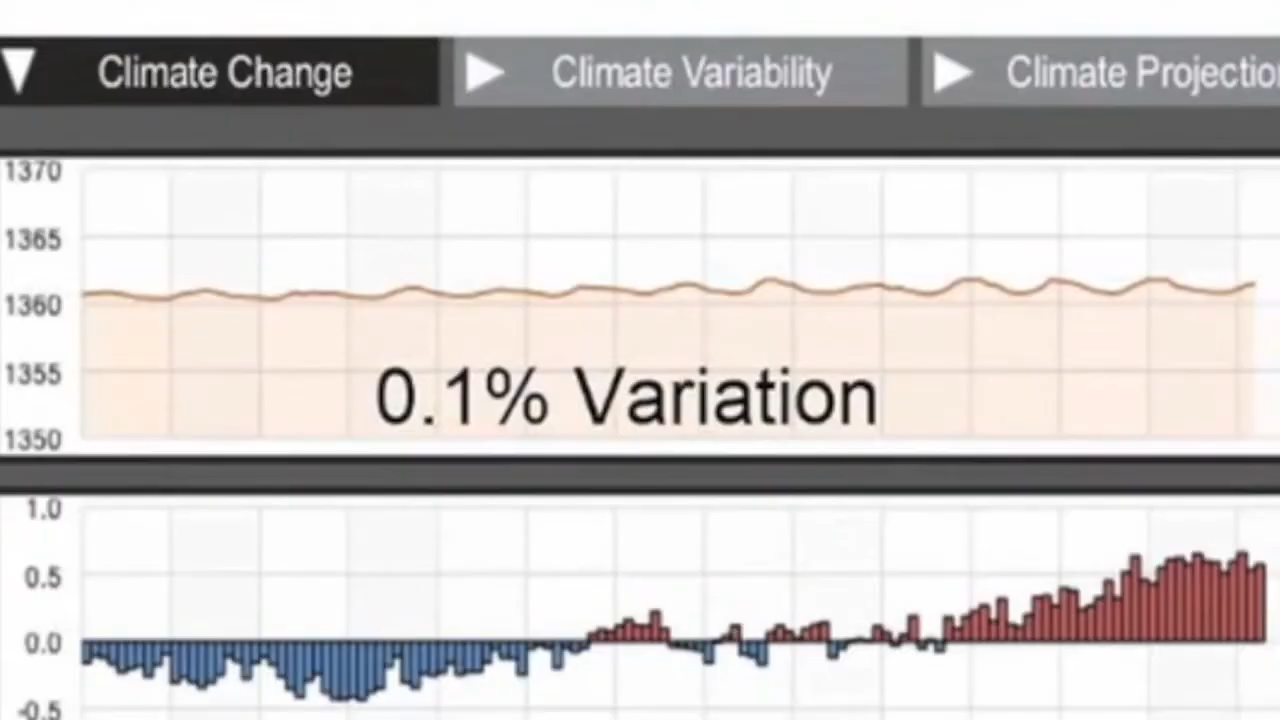 Climate Change
Climate Variability
Climate Projectio
1370
1365
1360
1355
0.1% Variation
1350
1.0
0.5
0.0
-0.5